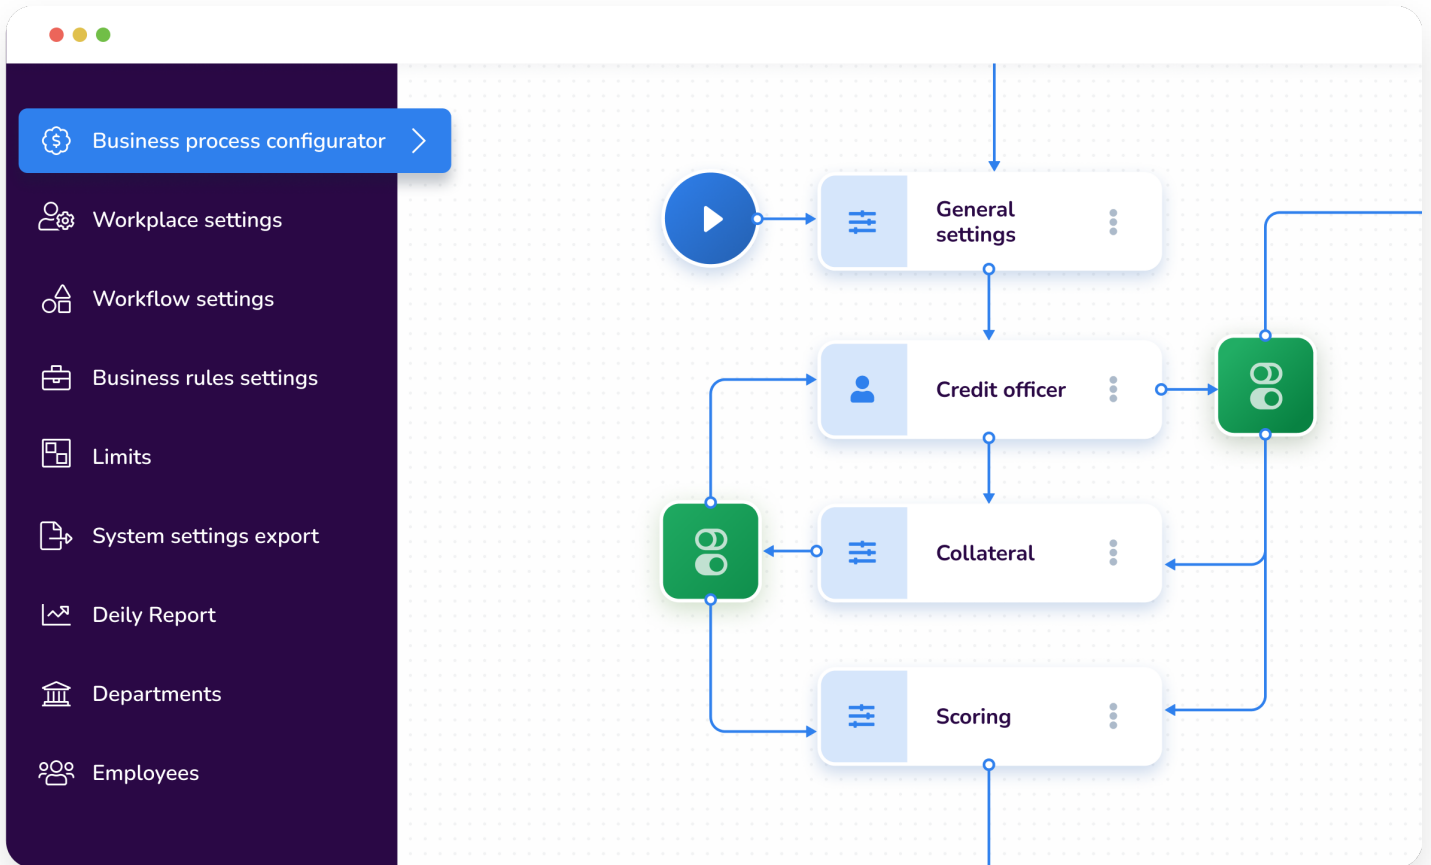 Business process configurator
Workplace settings
Workflow settings
Business rules settings
Limits
System settings export
Deily Report
Departments
Employees
General
settings
Credit officer
Collateral
Scoring